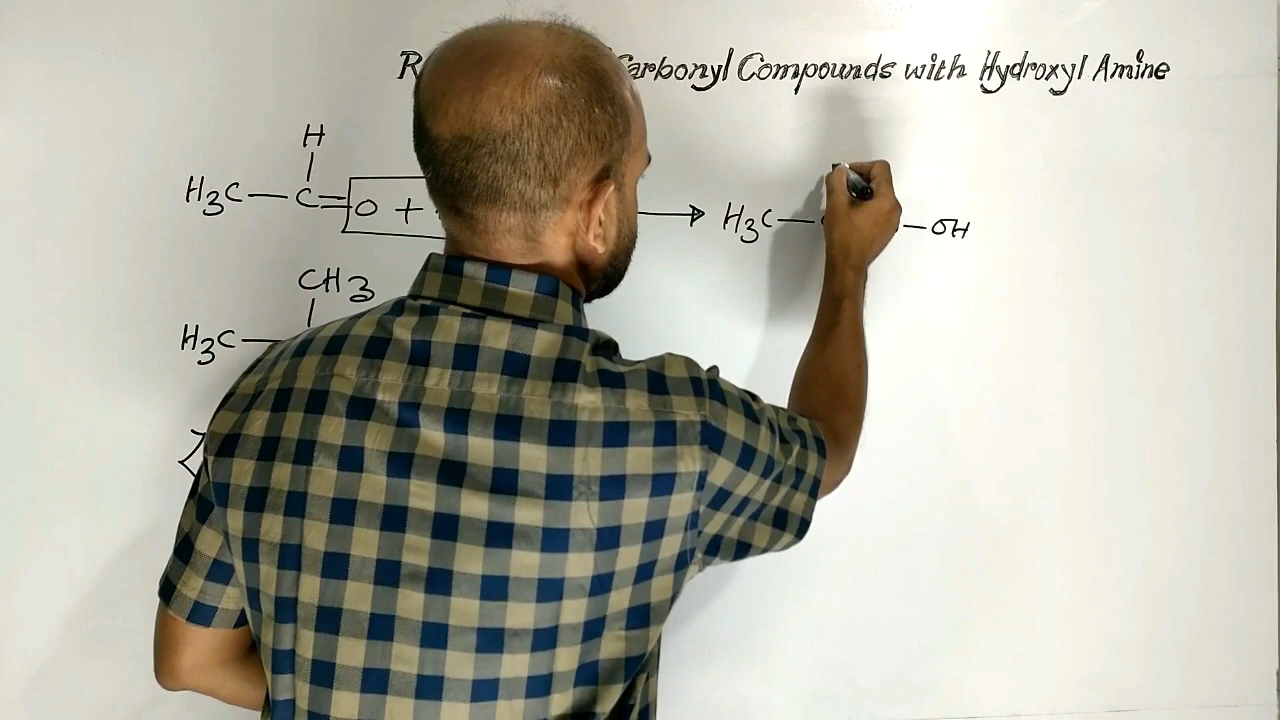 Carbonyl Compounds with Hydroxyl Amine
H
H3C — C = O + → H3C — — OH
CH3
H3C —